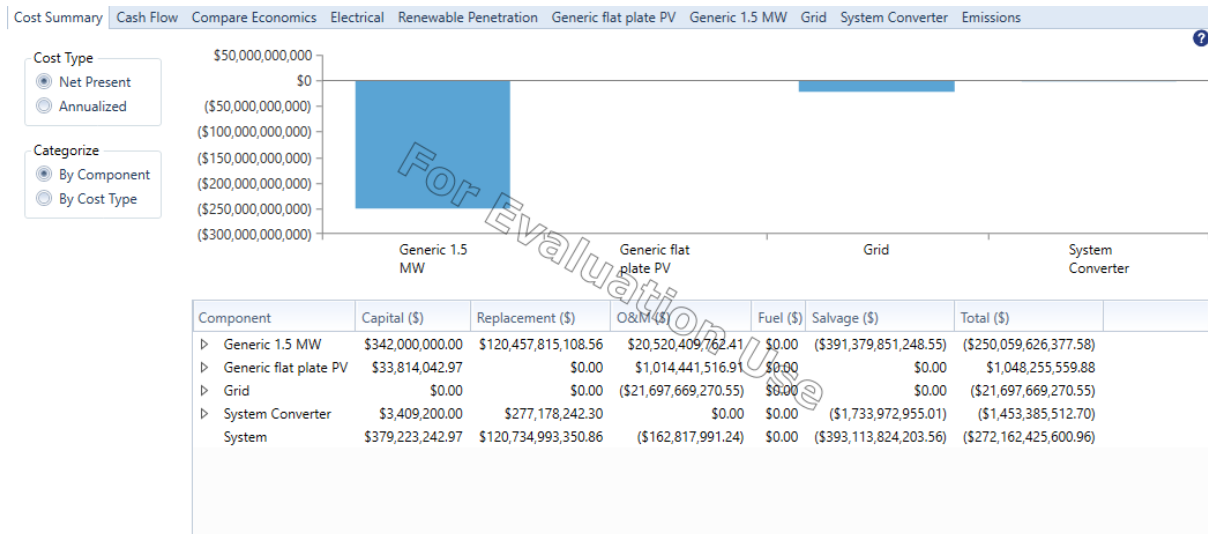 Cost Summary Cash Flow Compare Economics Electrical Renewable Penetration Generic flat plate PV Generic 1.5 MW Grid System Converter Emissions
?
Cost Type
Net Present
Annualized
Categorize
By Component
By Cost Type
$50,000,000,000
$0
($50,000,000,000)
($100,000,000,000)
($150,000,000,000)
($200,000,000,000)
($250,000,000,000)
($300,000,000,000)
Generic 1.5
MW
Generic flat
plate PV
Grid
System
Converter
For Evaluation Use
Component Capital ($) Replacement ($) O&M ($) Fuel ($) Salvage ($) Total ($)
Generic 1.5 MW $342,000,000.00 $120,457,815,108.56 $20,520,409,762.41 $0.00 ($391,379,851,248.55) ($250,059,626,377.58)
Generic flat plate PV $33,814,042.97 $0.00 $1,014,441,516.91 $0.00 $0.00 $1,048,255,559.88
Grid $0.00 $0.00 ($21,697,669,270.55) $0.00 $0.00 ($21,697,669,270.55)
System Converter $3,409,200.00 $277,178,242.30 $0.00 $0.00 ($1,733,972,955.01) ($1,453,385,512.70)
System $379,223,242.97 $120,734,993,350.86 ($162,817,991.24) $0.00 ($393,113,824,203.56) ($272,162,425,600.96)